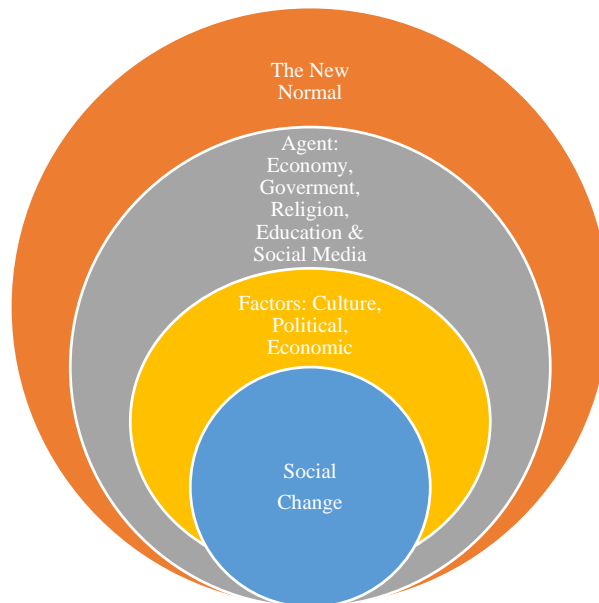 The New
Normal
Agent:
Economy,
Goverment,
Religion,
Education &
Social Media
Factors: Culture,
Political,
Economic
Social
Change